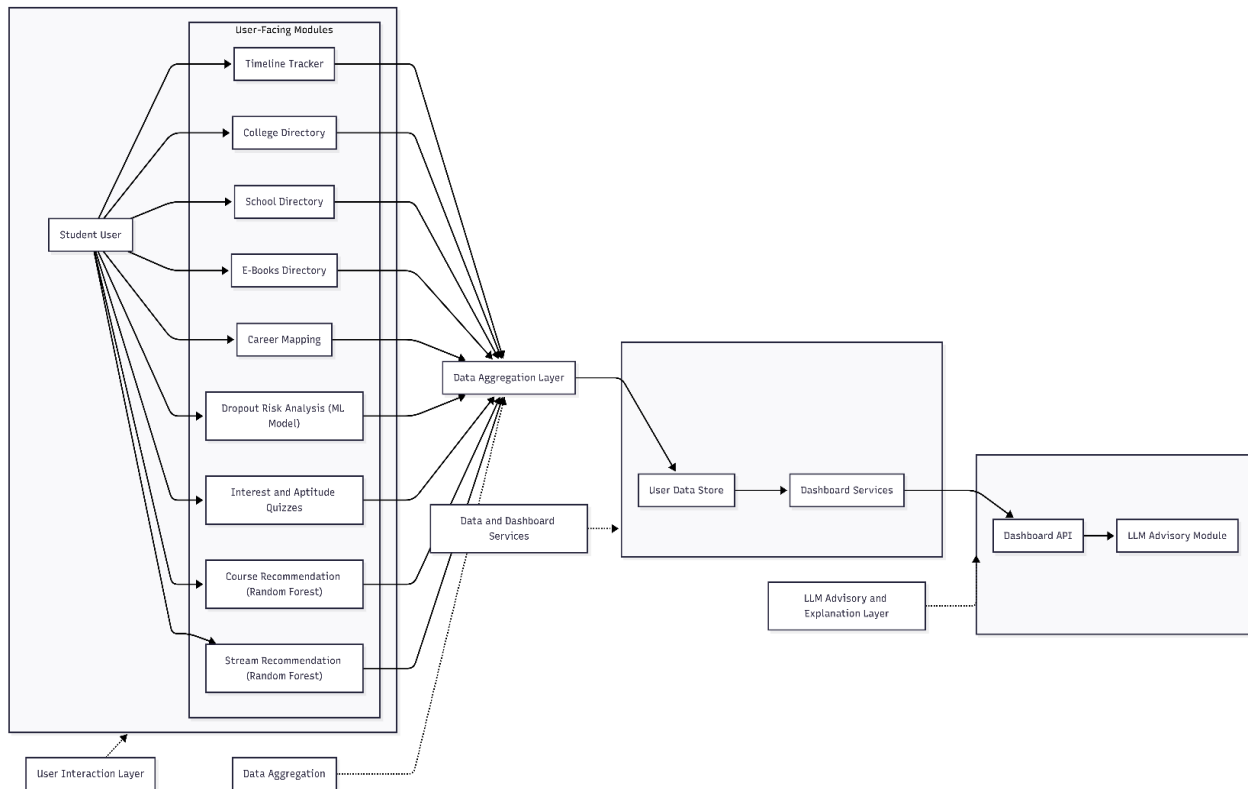 User-Facing Modules
Timeline Tracker
College Directory
School Directory
Student User
E-Books Directory
Career Mapping
Data Aggregation Layer
Dropout Risk Analysis (ML
Model)
Interest and Aptitude
Quizzes
User Data Store
Dashboard Services
Data and Dashboard
Services
Dashboard API
LLM Advisory Module
Course Recommendation
(Random Forest)
LLM Advisory and
Explanation Layer
Stream Recommendation
(Random Forest)
User Interaction Layer
Data Aggregation